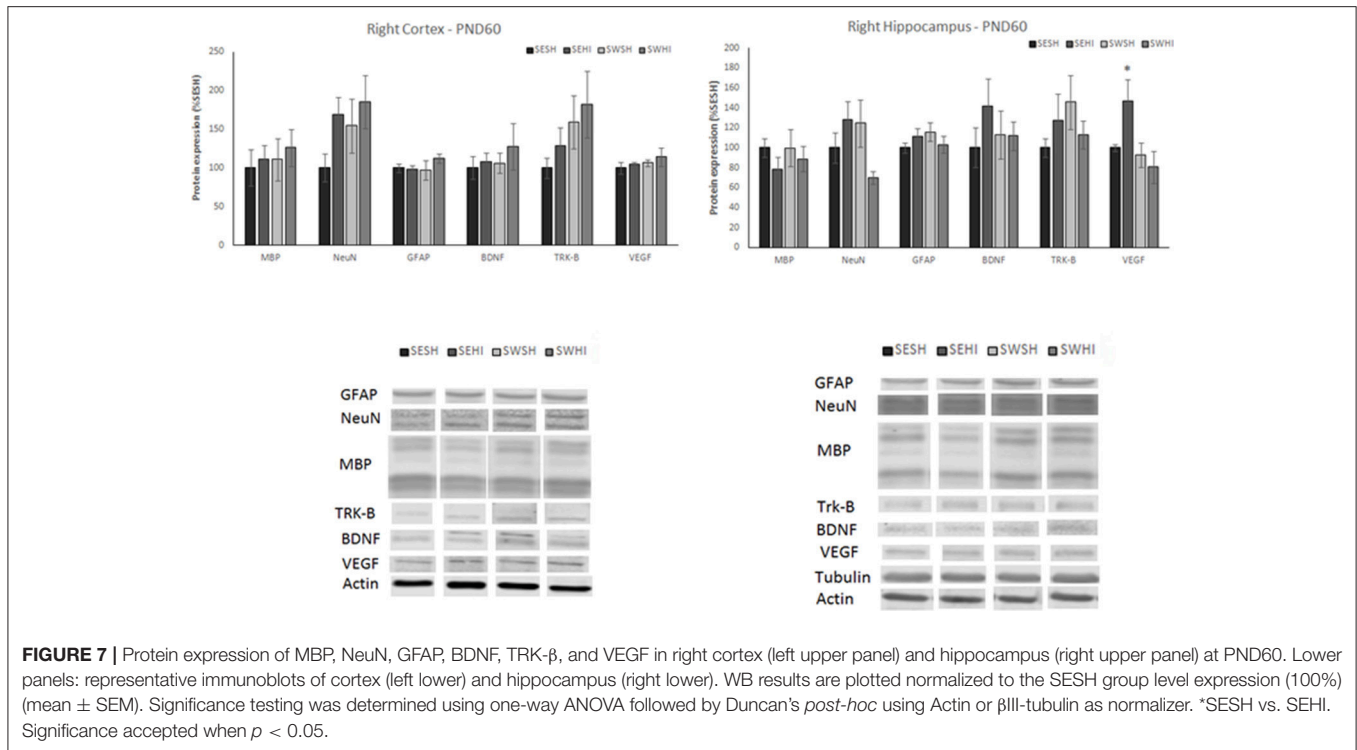 Right Cortex - PND60
■SESH ■SEHI □SWSH ■SWHI
Protein expression (%SESH)
250
200
150
100
50
0
MBP NeuN GFAP BDNF TRK-B VEGF
Right Hippocampus - PND60
■SESH ■SEHI □SWSH ■SWHI
*
Protein expression (%SESH)
200
180
160
140
120
100
80
60
40
20
0
MBP NeuN GFAP BDNF TRK-B VEGF
■SESH ■SEHI □SWSH ■SWHI
GFAP
NeuN
MBP
TRK-B
BDNF
VEGF
Actin
■SESH ■SEHI □SWSH ■SWHI
GFAP
NeuN
MBP
Trk-B
BDNF
VEGF
Tubulin
Actin
FIGURE 7 | Protein expression of MBP, NeuN, GFAP, BDNF, TRK-β, and VEGF in right cortex (left upper panel) and hippocampus (right upper panel) at PND60. Lower
panels: representative immunoblots of cortex (left lower) and hippocampus (right lower). WB results are plotted normalized to the SESH group level expression (100%)
(mean ± SEM). Significance testing was determined using one-way ANOVA followed by Duncan's post-hoc using Actin or βIII-tubulin as normalizer. *SESH vs. SEHI.
Significance accepted when p < 0.05.